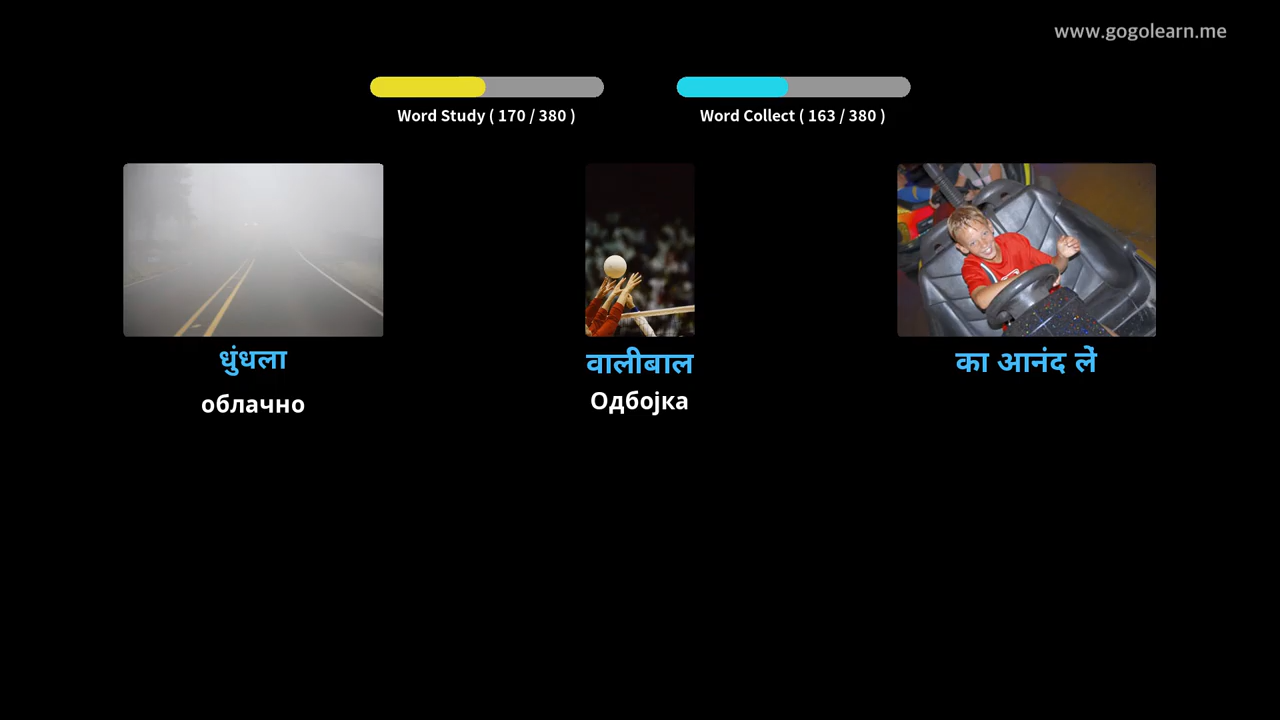 www.gogolearn.me
Word Study ( 170 / 380 )
Word Collect ( 163 / 380 )
धुंधला
वालीबाल
का आनंद लें
облачно
Одбојка